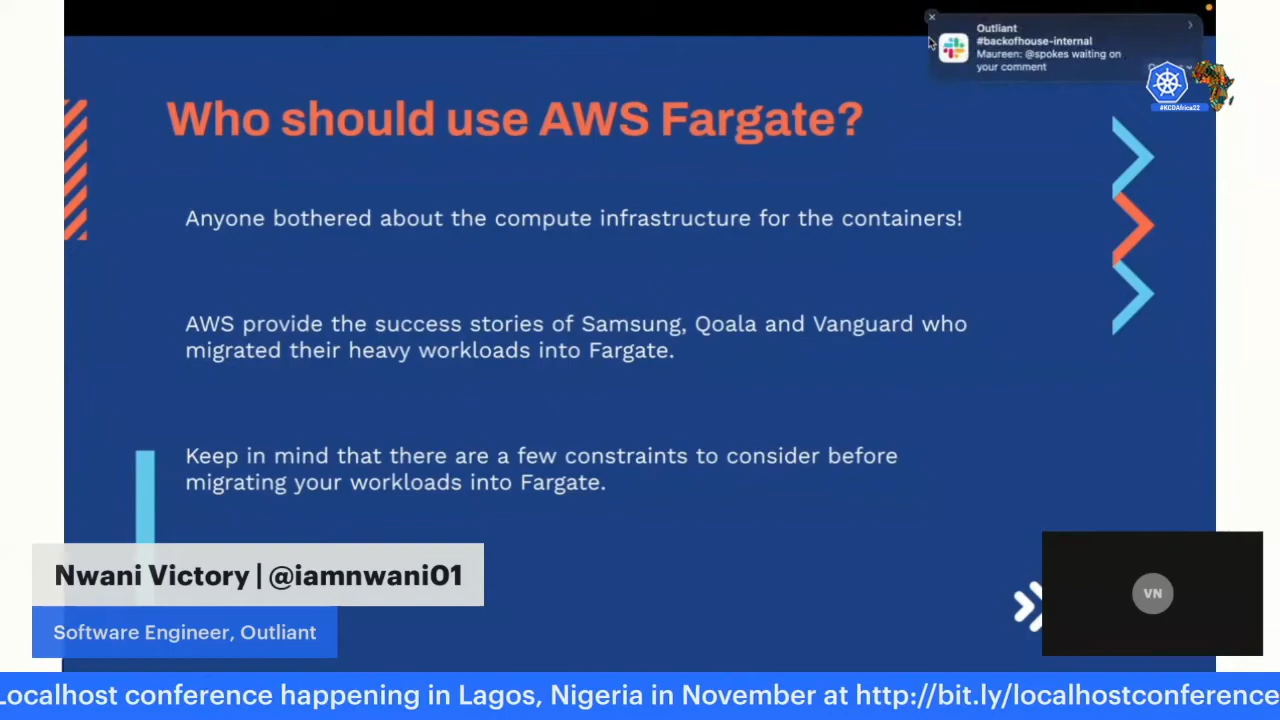 Outliant
#backofhouse-internal
Maureen: @spokes waiting on
your comment
#KCDAfrica22
Who should use AWS Fargate?
Anyone bothered about the compute infrastructure for the containers!
AWS provide the success stories of Samsung, Qoala and Vanguard who
migrated their heavy workloads into Fargate.
Keep in mind that there are a few constraints to consider before
migrating your workloads into Fargate.
Nwani Victory | @iamnwani01
Software Engineer, Outliant
VN
Localhost conference happening in Lagos, Nigeria in November at http://bit.ly/localhostconference